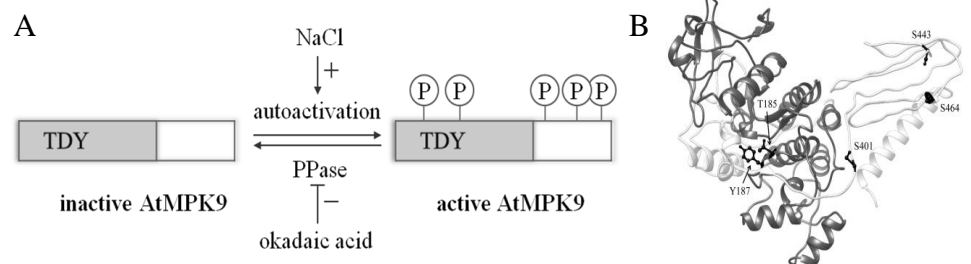 A
NaCl
+
autoactivation
PPase
−
okadaic acid
TDY
inactive AtMPK9
P P P P P
TDY
active AtMPK9
B
S443
T185
S464
S401
Y187